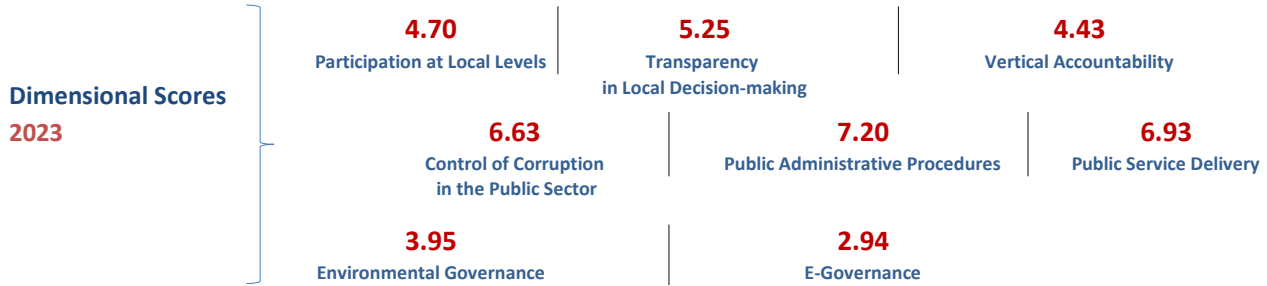 Dimensional Scores
2023
4.70
Participation at Local Levels
5.25
Transparency
in Local Decision-making
4.43
Vertical Accountability
6.63
Control of Corruption
in the Public Sector
7.20
Public Administrative Procedures
6.93
Public Service Delivery
3.95
Environmental Governance
2.94
E-Governance